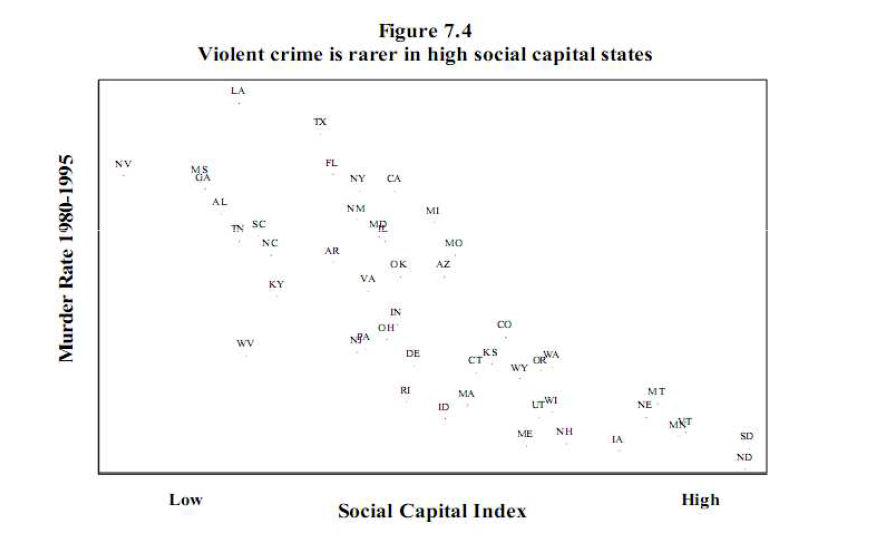 Figure 7.4
Violent crime is rarer in high social capital states
LA
TX
NV
FL
MS
GA
NY
CA
AL
NM
MI
TN
SC
MD
IL
NC
MO
AR
OK
AZ
VA
KY
IN
OH
CO
NJ
PA
WV
DE
CT
KS
WY
OR
WA
RI
MA
ID
UT
WI
MT
NE
ME
NH
MN
VT
IA
SD
ND
Murder Rate 1980-1995
Low
High
Social Capital Index